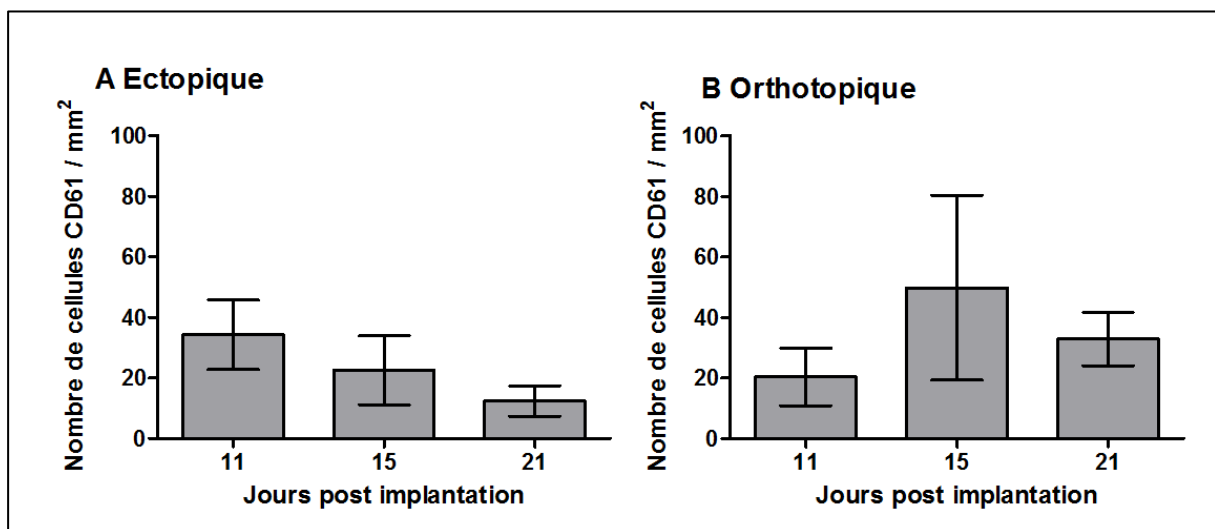 A Ectopique
Nombre de cellules CD61 / mm²
100
80
60
40
20
0
11 15 21
Jours post implantation
B Orthotopique
Nombre de cellules CD61 / mm²
100
80
60
40
20
0
11 15 21
Jours post implantation